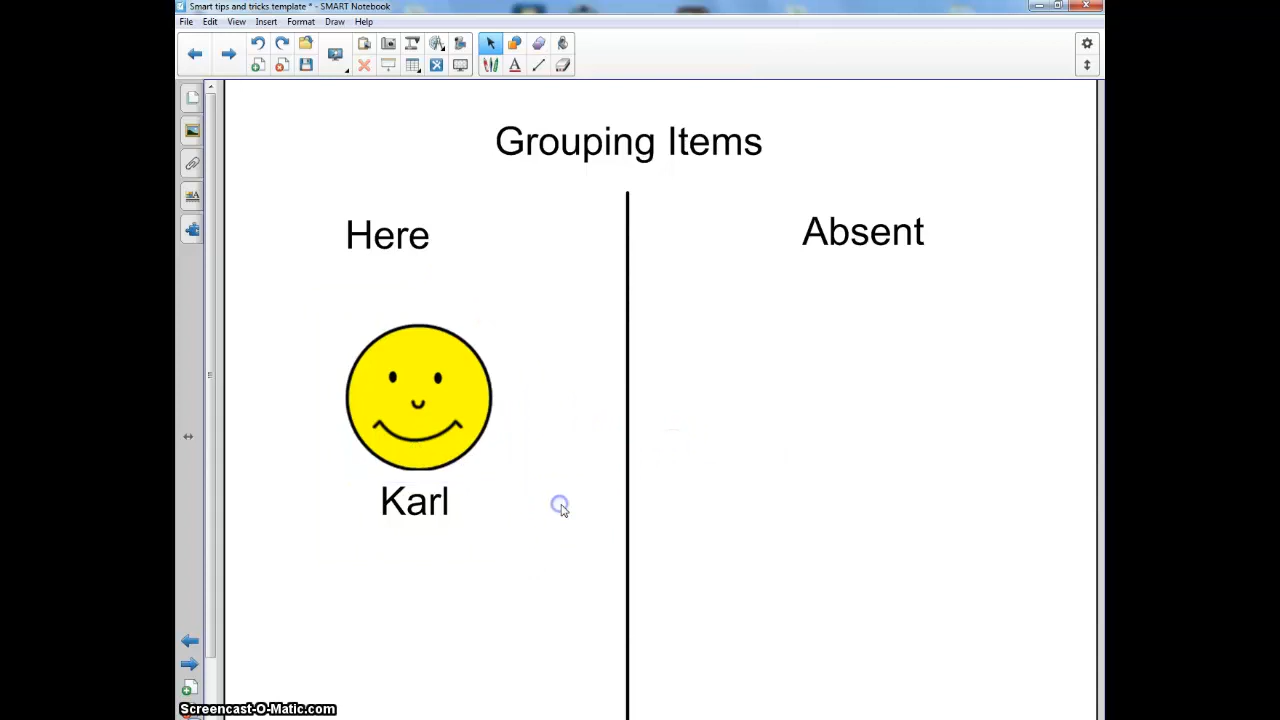 Smart tips and tricks template * - SMART Notebook
File Edit View Insert Format Draw Help
Grouping Items
Here
Absent
Karl
Screencast-O-Matic.com